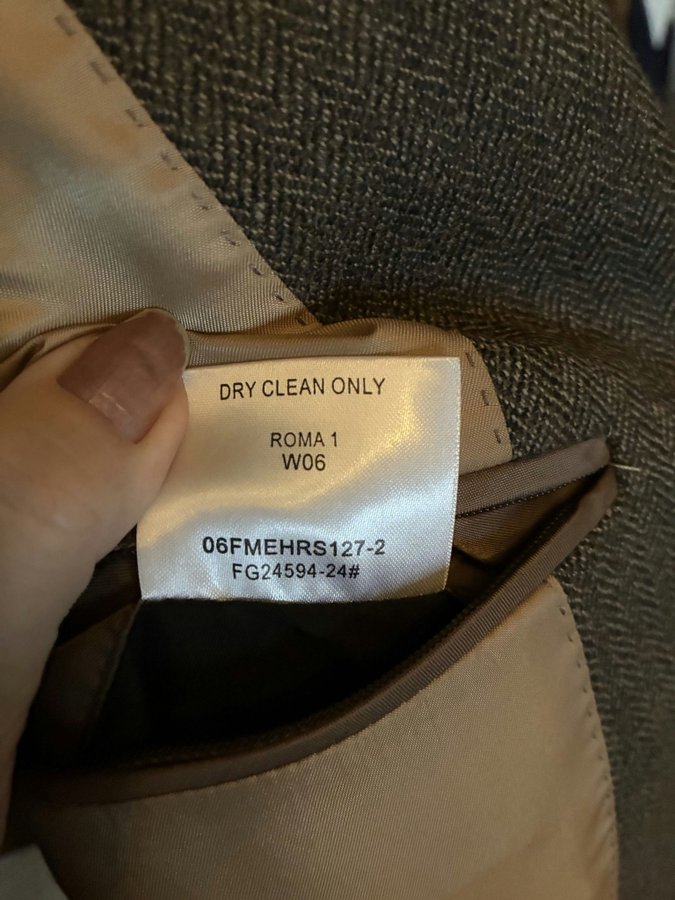 DRY CLEAN ONLY
ROMA 1
W06
06FMEHRS127-2
FG24594-24#